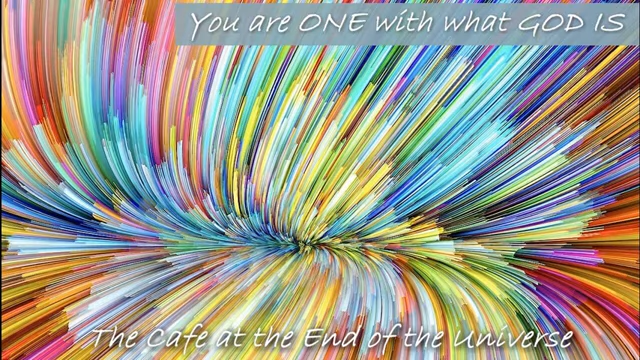 You are ONE with what GOD IS
The Cafe at the End of the Universe